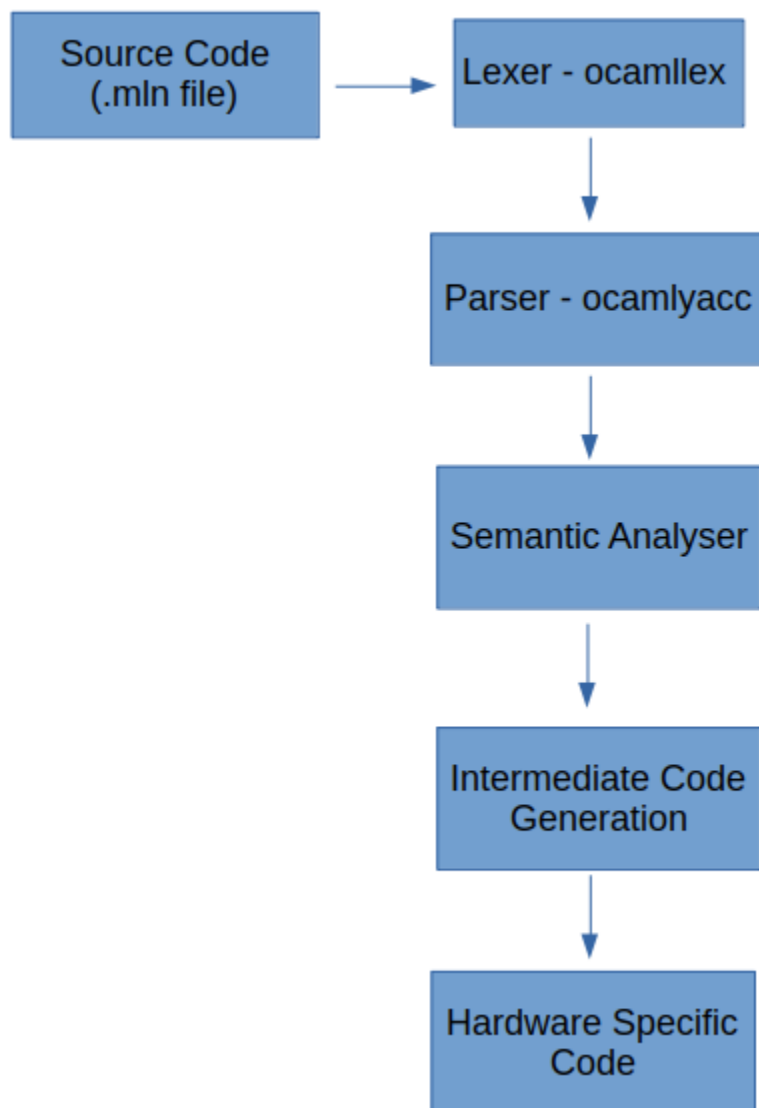 Source Code
(.mln file)
Lexer - ocamllex
Parser - ocamlyacc
Semantic Analyser
Intermediate Code
Generation
Hardware Specific
Code